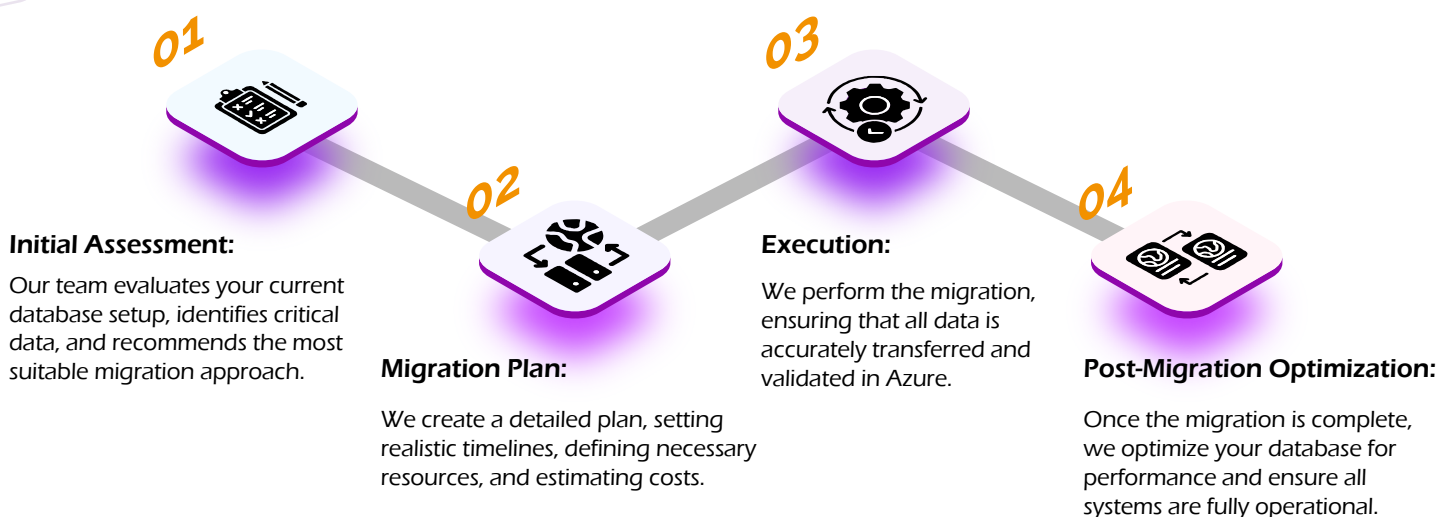 01
Initial Assessment:
Our team evaluates your current
database setup, identifies critical
data, and recommends the most
suitable migration approach.
02
Migration Plan:
We create a detailed plan, setting
realistic timelines, defining necessary
resources, and estimating costs.
03
Execution:
We perform the migration,
ensuring that all data is
accurately transferred and
validated in Azure.
04
Post-Migration Optimization:
Once the migration is complete,
we optimize your database for
performance and ensure all
systems are fully operational.